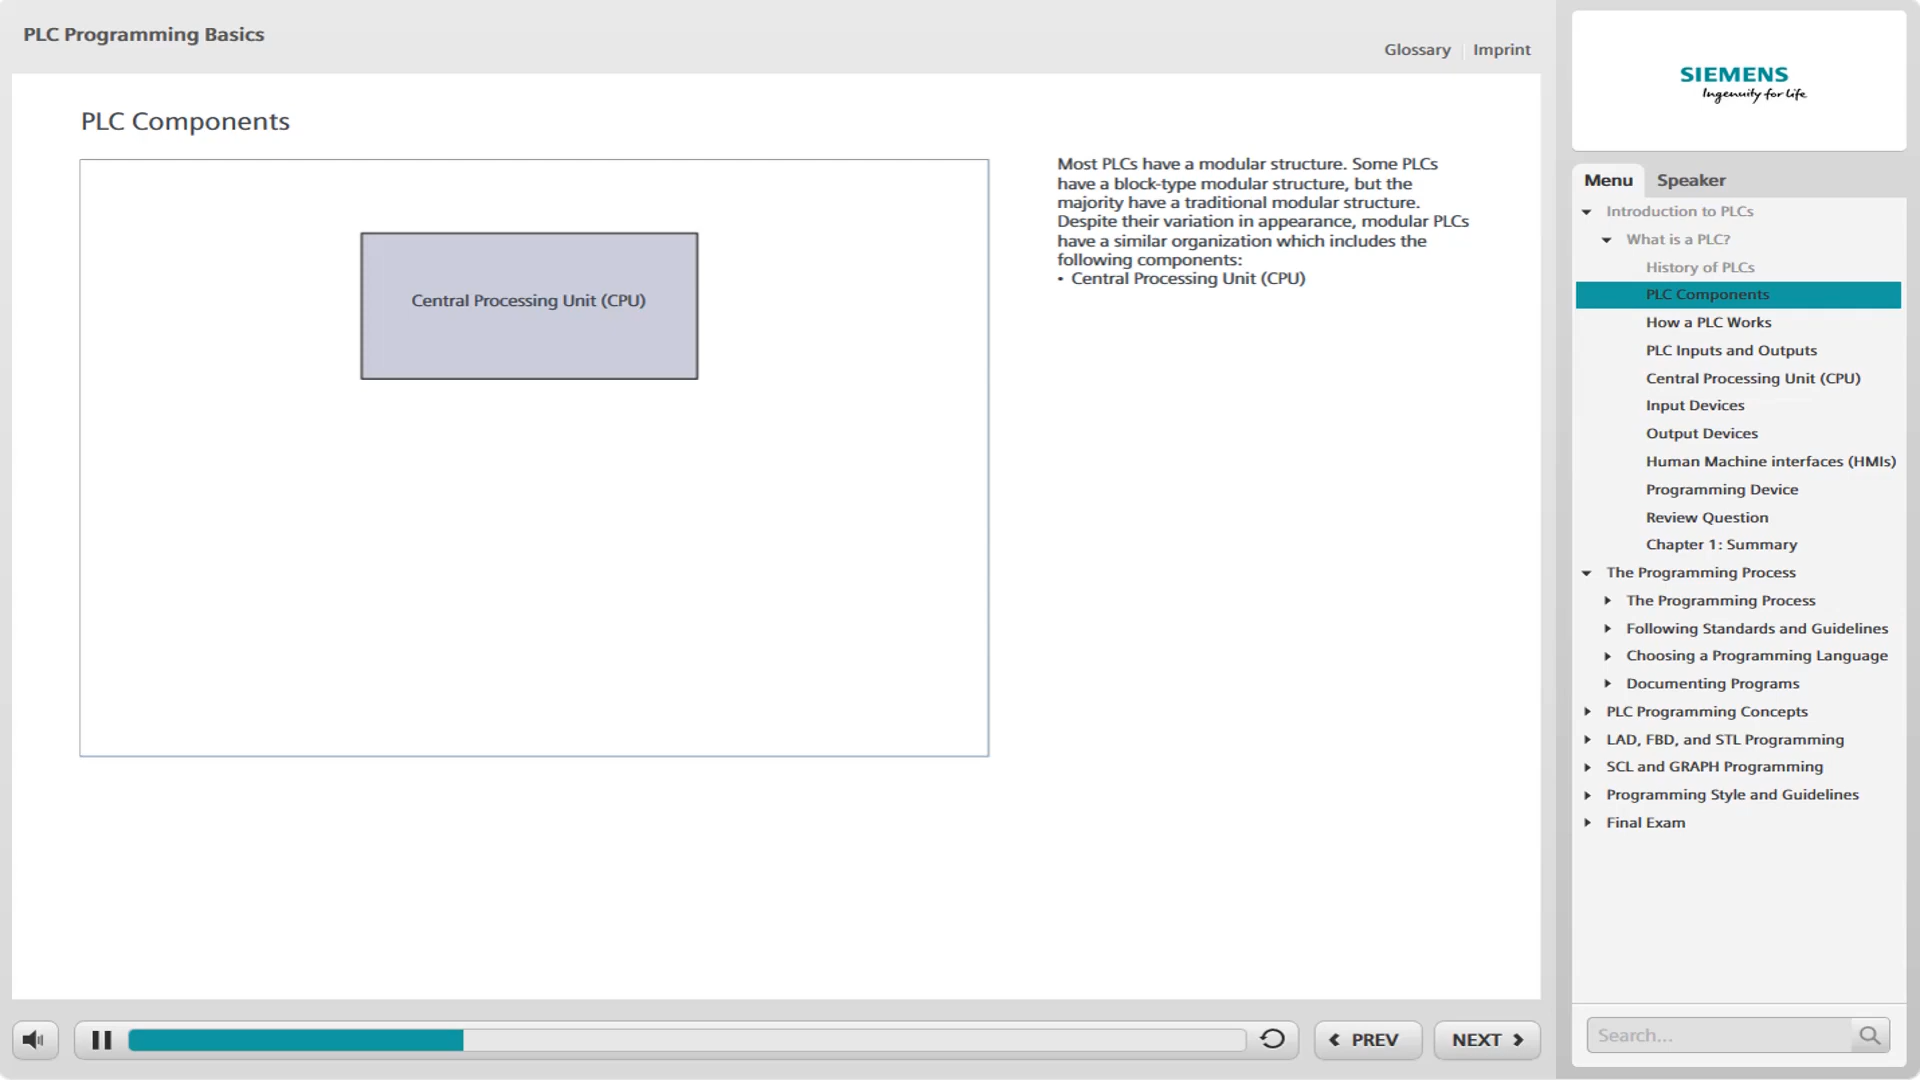 PLC Programming Basics
Glossary
Imprint
PLC Components
Central Processing Unit (CPU)
Most PLCs have a modular structure. Some PLCs
have a block-type modular structure, but the
majority have a traditional modular structure.
Despite their variation in appearance, modular PLCs
have a similar organization which includes the
following components:
• Central Processing Unit (CPU)
PREV
NEXT
SIEMENS
Ingenuity for life
Menu
Speaker
Introduction to PLCs
What is a PLC?
History of PLCs
PLC Components
How a PLC Works
PLC Inputs and Outputs
Central Processing Unit (CPU)
Input Devices
Output Devices
Human Machine interfaces (HMIs)
Programming Device
Review Question
Chapter 1: Summary
The Programming Process
The Programming Process
Following Standards and Guidelines
Choosing a Programming Language
Documenting Programs
PLC Programming Concepts
LAD, FBD, and STL Programming
SCL and GRAPH Programming
Programming Style and Guidelines
Final Exam
Search...